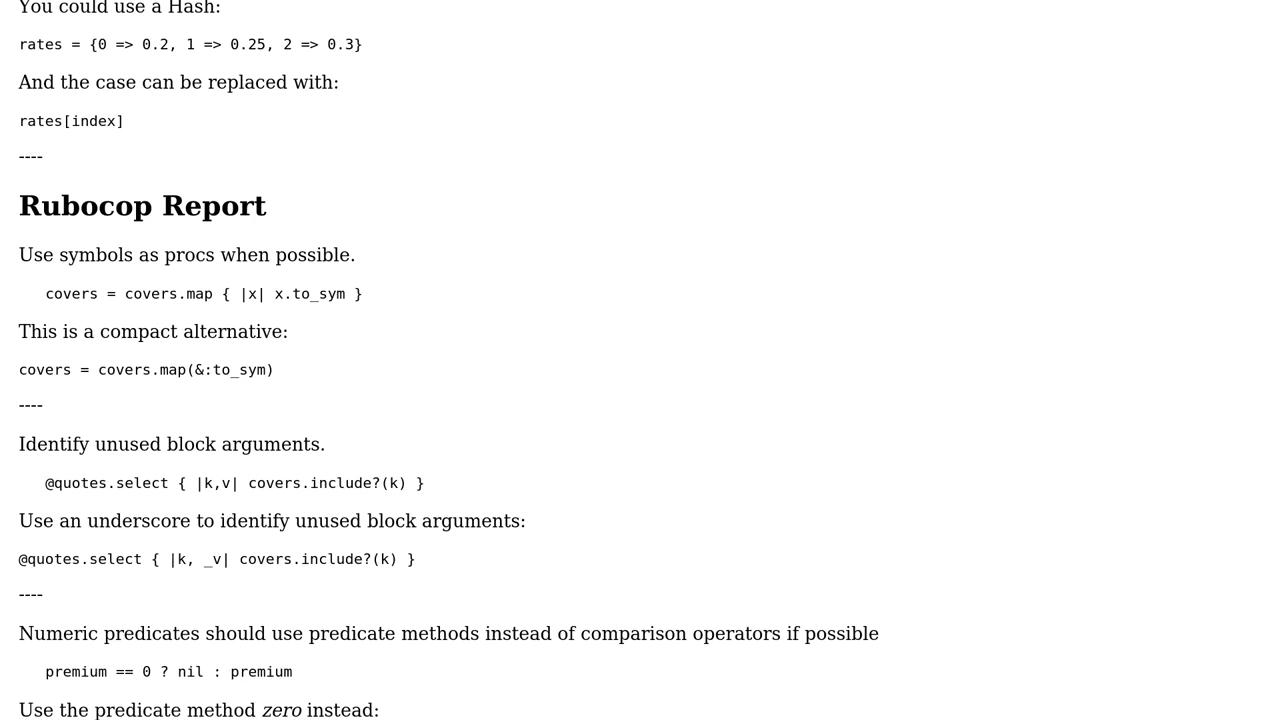 You could use a Hash:
rates = {0 => 0.2, 1 => 0.25, 2 => 0.3}
And the case can be replaced with:
rates[index]
----
Rubocop Report
Use symbols as procs when possible.
covers = covers.map { |x| x.to_sym }
This is a compact alternative:
covers = covers.map(&:to_sym)
----
Identify unused block arguments.
@quotes.select { |k,v| covers.include?(k) }
Use an underscore to identify unused block arguments:
@quotes.select { |k, _v| covers.include?(k) }
----
Numeric predicates should use predicate methods instead of comparison operators if possible
premium == 0 ? nil : premium
Use the predicate method zero instead: